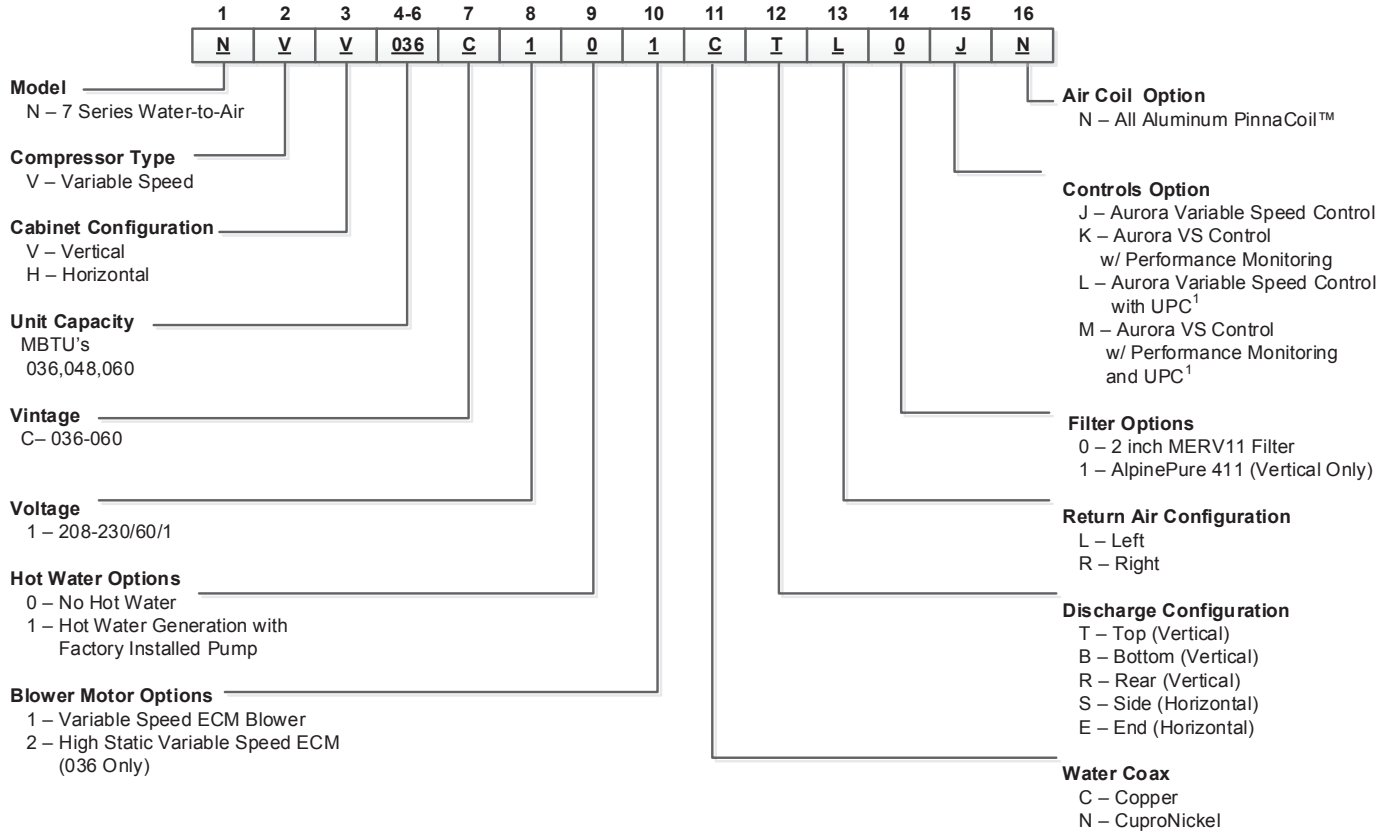 1 2 3 4-6 7 8 9 10 11 12 13 14 15 16
N V V 036 C 1 0 1 C T L 0 J N
Model
N – 7 Series Water-to-Air
Compressor Type
V – Variable Speed
Cabinet Configuration
V – Vertical
H – Horizontal
Unit Capacity
MBTU's
036,048,060
Vintage
C– 036-060
Voltage
1 – 208-230/60/1
Hot Water Options
0 – No Hot Water
1 – Hot Water Generation with
Factory Installed Pump
Blower Motor Options
1 – Variable Speed ECM Blower
2 – High Static Variable Speed ECM
(036 Only)
Air Coil Option
N – All Aluminum PinnaCoil™
Controls Option
J – Aurora Variable Speed Control
K – Aurora VS Control
w/ Performance Monitoring
L – Aurora Variable Speed Control
with UPC1
M – Aurora VS Control
w/ Performance Monitoring
and UPC1
Filter Options
0 – 2 inch MERV11 Filter
1 – AlpinePure 411 (Vertical Only)
Return Air Configuration
L – Left
R – Right
Discharge Configuration
T – Top (Vertical)
B – Bottom (Vertical)
R – Rear (Vertical)
S – Side (Horizontal)
E – End (Horizontal)
Water Coax
C – Copper
N – CuproNickel